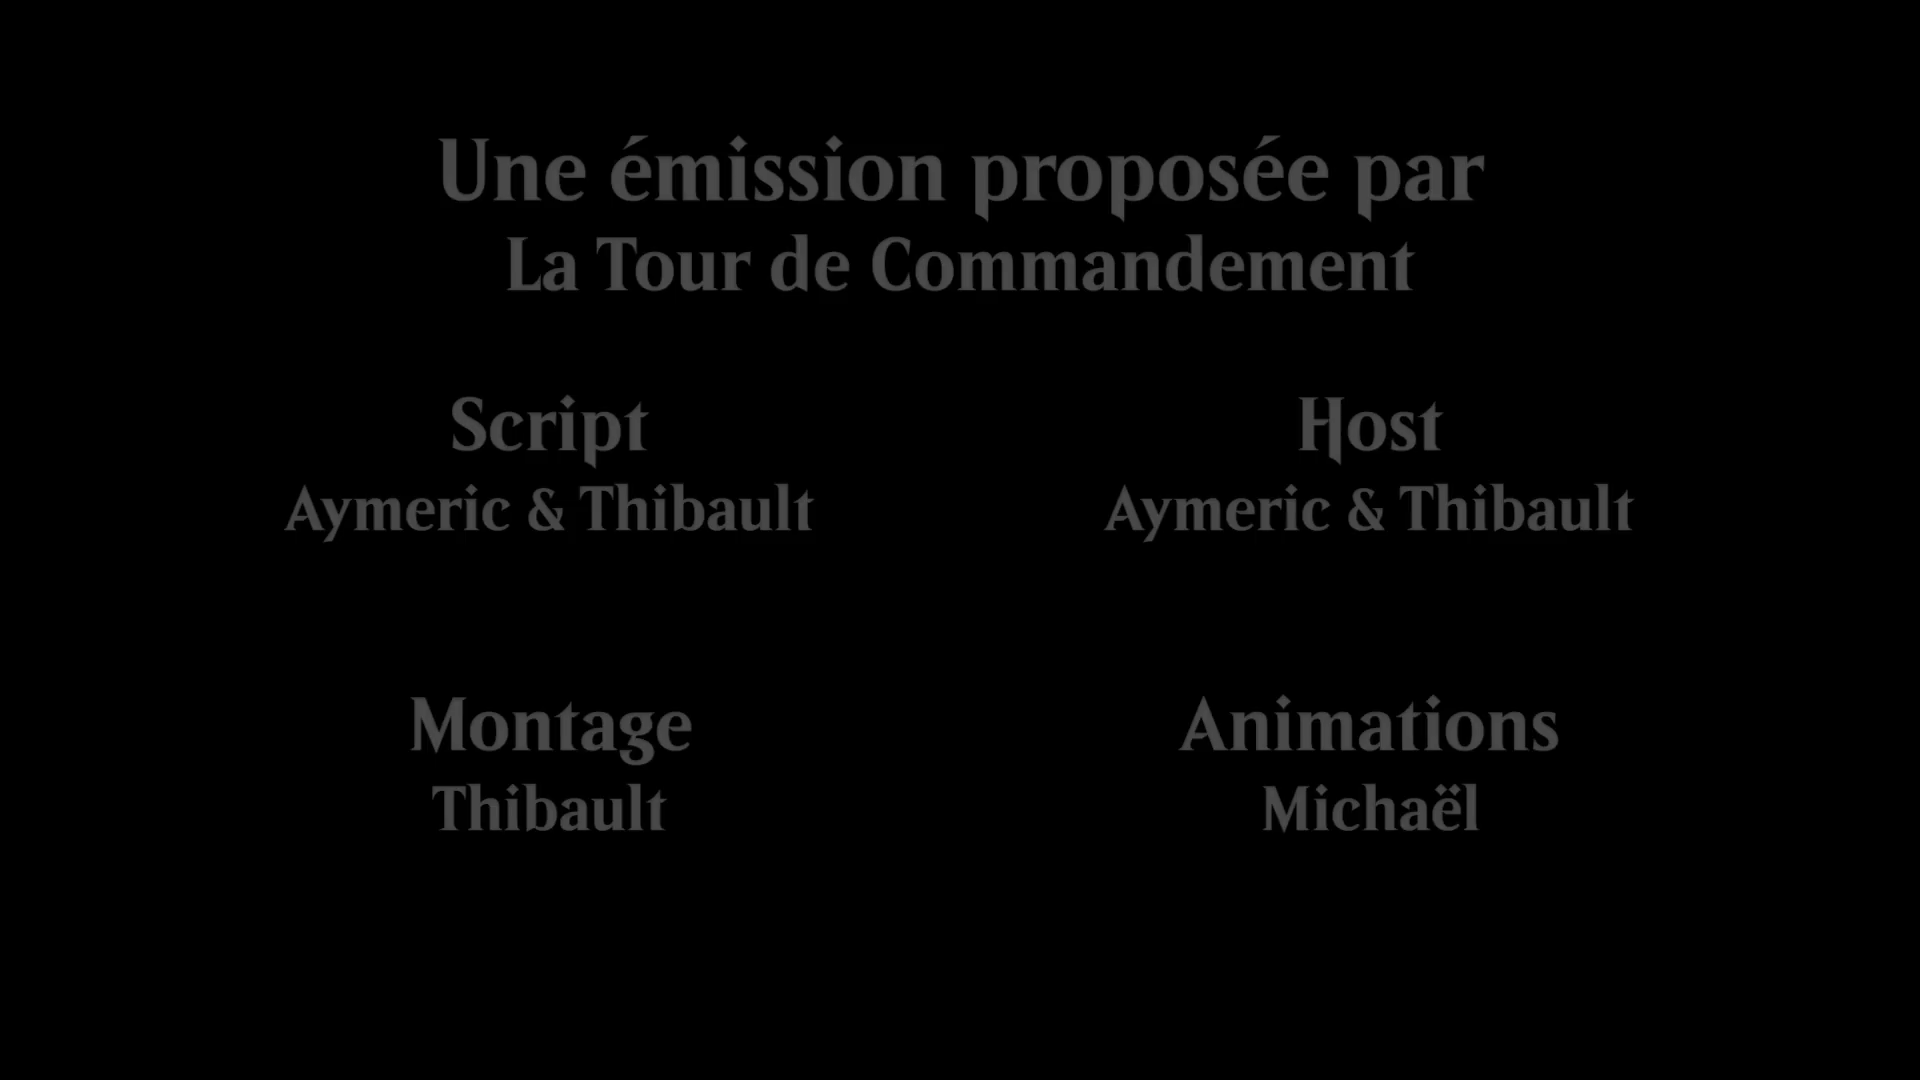 Une émission proposée par
La Tour de Commandement
Script
Aymeric & Thibault
Host
Aymeric & Thibault
Montage
Thibault
Animations
Michaël